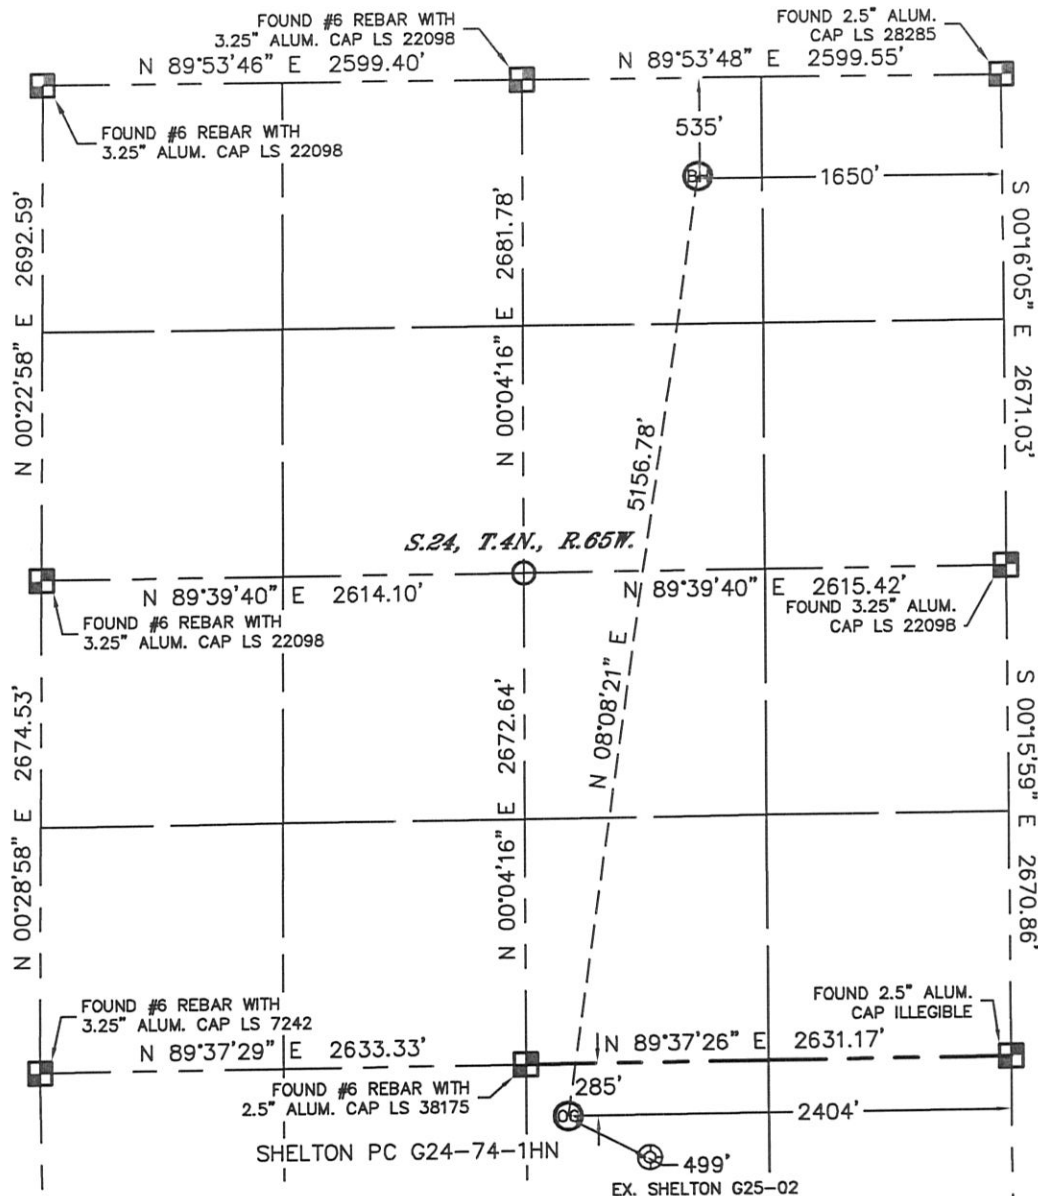 FOUND #6 REBAR WITH
3.25" ALUM. CAP LS 22098
FOUND 2.5" ALUM.
CAP LS 28285
N 89°53'46" E 2599.40'
N 89°53'48" E 2599.55'
FOUND #6 REBAR WITH
3.25" ALUM. CAP LS 22098
535'
BH
1650'
N 00°22'58" E 2692.59'
N 00°04'16" E 2681.78'
S 00°16'05" E 2671.03'
5156.78'
S.24, T.4N., R.65W.
N 89°39'40" E 2614.10'
N 89°39'40" E 2615.42'
FOUND #6 REBAR WITH
3.25" ALUM. CAP LS 22098
FOUND 3.25" ALUM.
CAP LS 22098
N 08°08'21" E
N 00°28'58" E 2674.53'
N 00°04'16" E 2672.64'
S 00°15'59" E 2670.86'
FOUND #6 REBAR WITH
3.25" ALUM. CAP LS 7242
FOUND 2.5" ALUM.
CAP ILLEGIBLE
N 89°37'29" E 2633.33'
N 89°37'26" E 2631.17'
FOUND #6 REBAR WITH
2.5" ALUM. CAP LS 38175
285'
OG
2404'
SHELTON PC G24-74-1HN
499'
EX. SHELTON G25-02